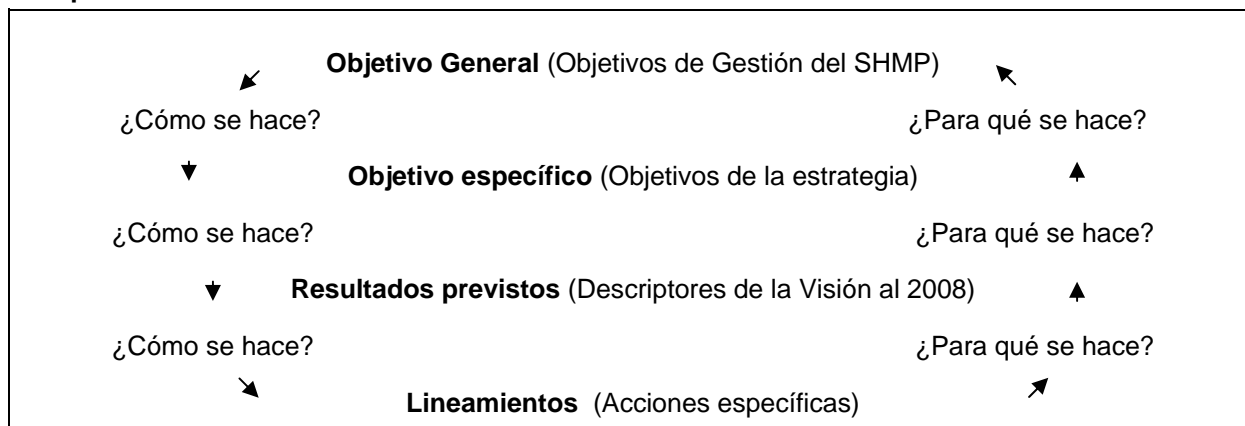 Objetivo General (Objetivos de Gestión del SHMP)
¿Cómo se hace? ¿Para qué se hace?
Objetivo específico (Objetivos de la estrategia)
¿Cómo se hace? ¿Para qué se hace?
Resultados previstos (Descriptores de la Visión al 2008)
¿Cómo se hace? ¿Para qué se hace?
Lineamientos (Acciones específicas)